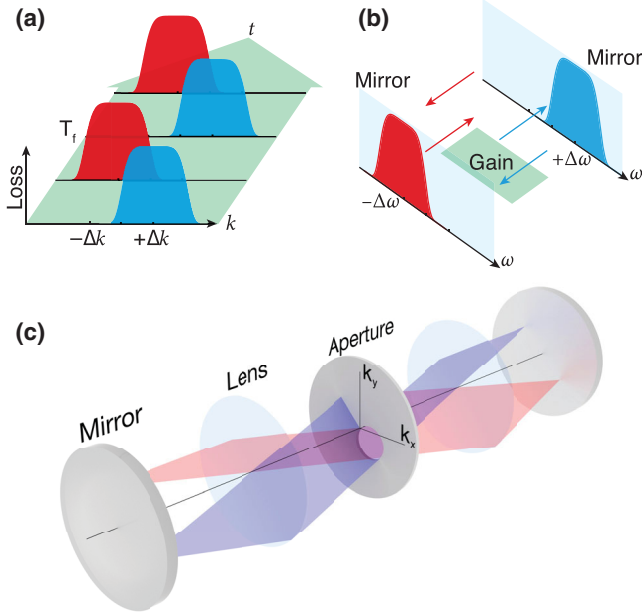 (a)
t
T_f
Loss
−Δk
+Δk
k
(b)
Mirror
Mirror
Gain
+Δω
−Δω
ω
ω
(c)
Aperture
Lens
Mirror
k_y
k_x